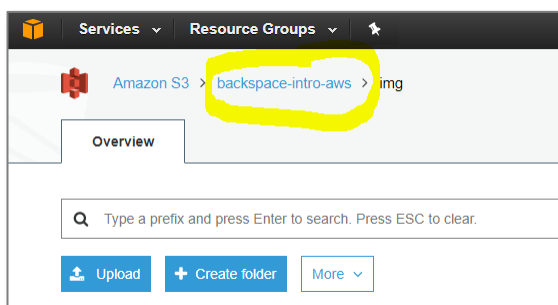 Services Resource Groups
Amazon S3 > backspace-intro-aws > img
Overview
Type a prefix and press Enter to search. Press ESC to clear.
Upload + Create folder More